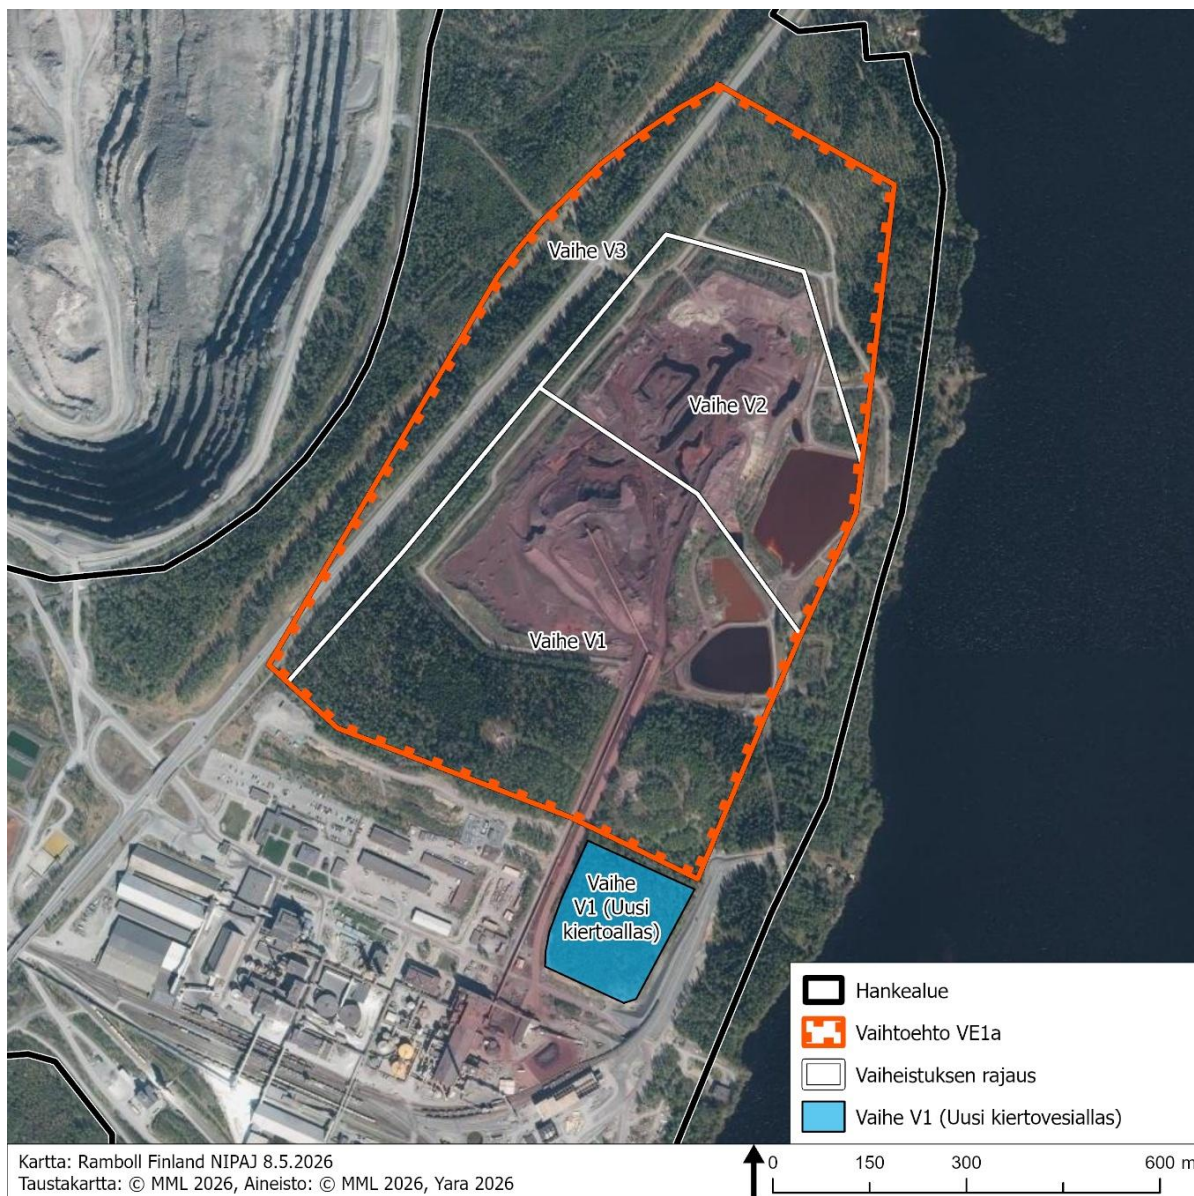 Vaihe V3
Vaihe V2
Vaihe V1
Vaihe
V1 (Uusi
kiertoallas)
Hankealue
Vaihtoehto VE1a
Vaiheistuksen rajaus
Vaihe V1 (Uusi kiertovesiallas)
Kartta: Ramboll Finland NIPAJ 8.5.2026
Taustakartta: © MML 2026, Aineisto: © MML 2026, Yara 2026
0 150 300 600 m